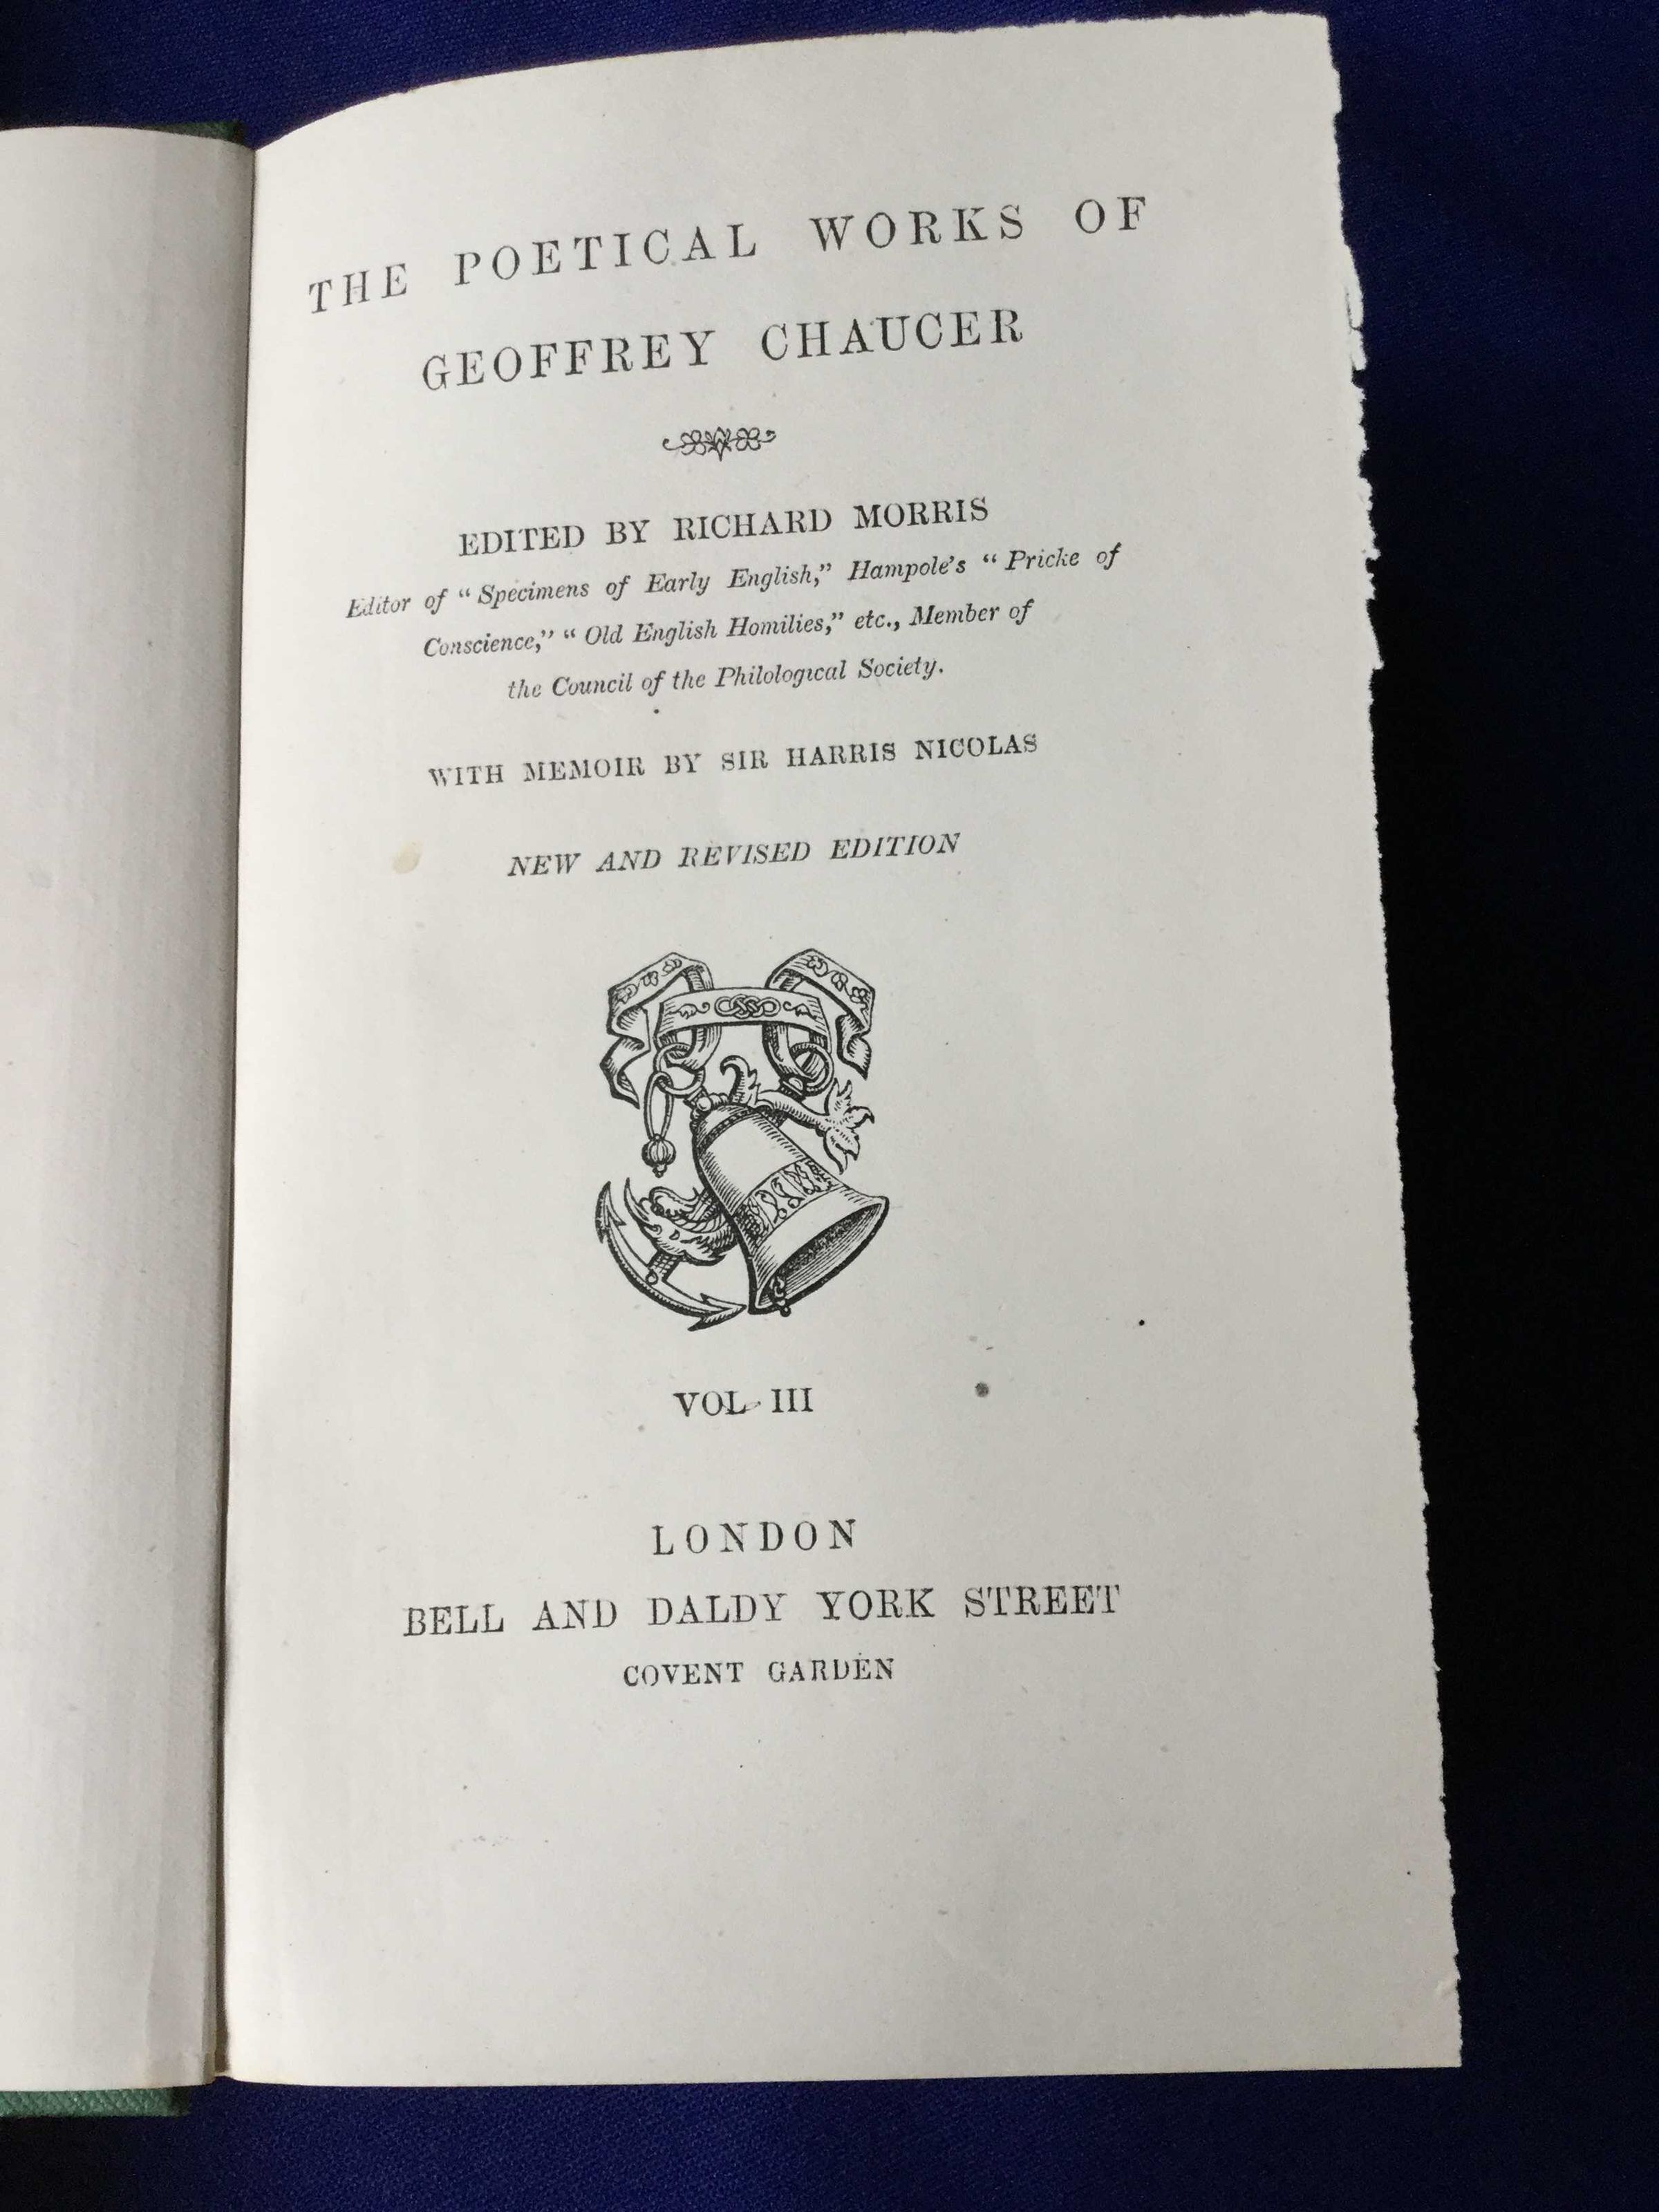 THE POETICAL WORKS OF
GEOFFREY CHAUCER
EDITED BY RICHARD MORRIS
Editor of “Specimens of Early English,” Hampole's “Pricke of
Conscience,” “Old English Homilies,” etc., Member of
the Council of the Philological Society.
WITH MEMOIR BY SIR HARRIS NICOLAS
NEW AND REVISED EDITION
VOL III
LONDON
BELL AND DALDY YORK STREET
COVENT GARDEN